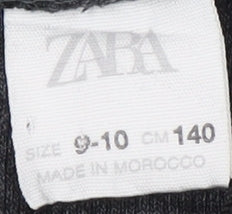 ZARA
SIZE 9-10 CM 140
MADE IN MOROCCO